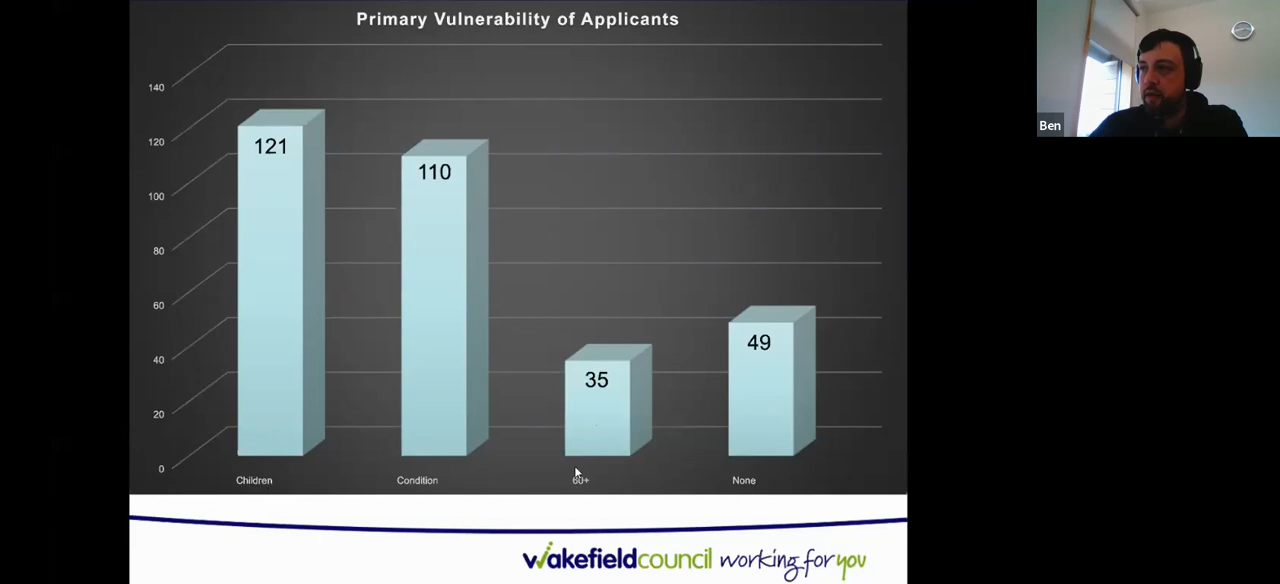 Primary Vulnerability of Applicants
140
120
100
80
60
40
20
0
121
110
35
49
Children
Condition
60+
None
wakefieldcouncil working for you
Ben